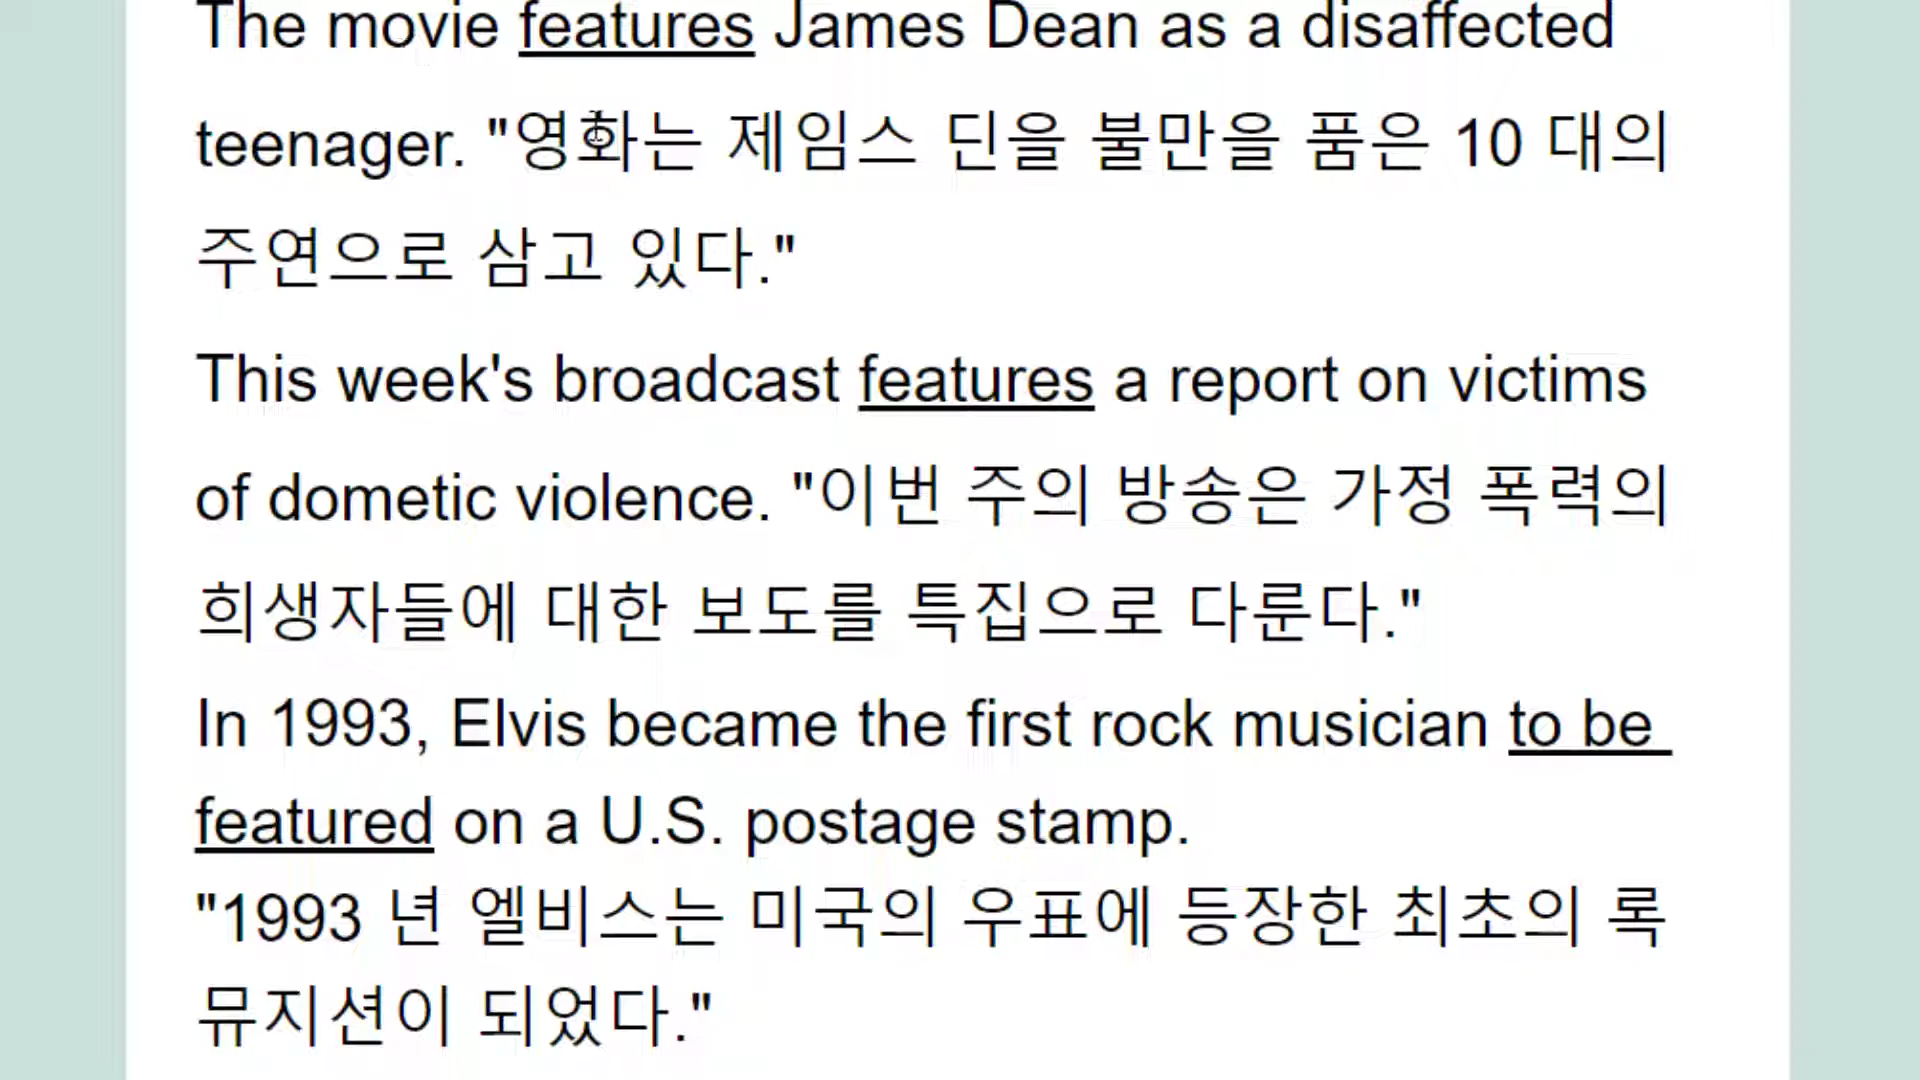 The movie features James Dean as a disaffected
teenager. "영화는 제임스 딘을 불만을 품은 10 대의
주연으로 삼고 있다."
This week's broadcast features a report on victims
of dometic violence. "이번 주의 방송은 가정 폭력의
희생자들에 대한 보도를 특집으로 다룬다."
In 1993, Elvis became the first rock musician to be
featured on a U.S. postage stamp.
"1993 년 엘비스는 미국의 우표에 등장한 최초의 록
뮤지션이 되었다."